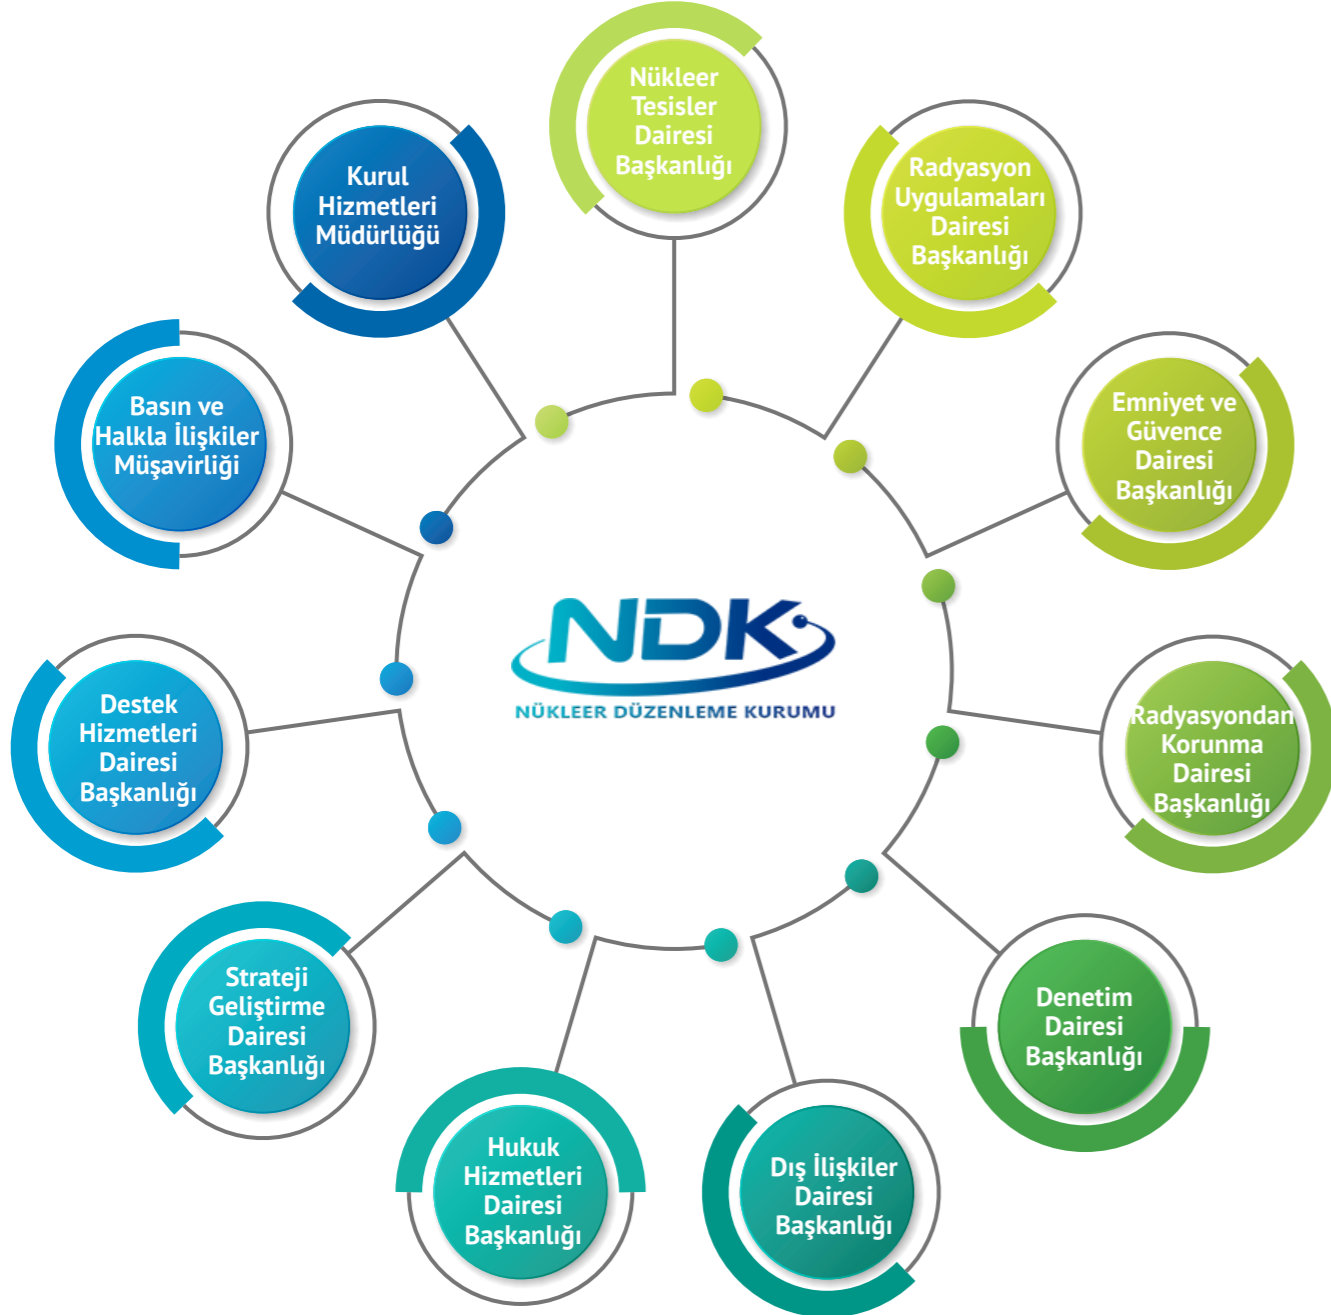 Nükleer
Tesisler
Dairesi
Başkanlığı
Radyasyon
Uygulamaları
Dairesi
Başkanlığı
Emniyet ve
Güvence
Dairesi
Başkanlığı
Radyasyondan
Korunma
Dairesi
Başkanlığı
Denetim
Dairesi
Başkanlığı
Dış İlişkiler
Dairesi
Başkanlığı
Hukuk
Hizmetleri
Dairesi
Başkanlığı
Strateji
Geliştirme
Dairesi
Başkanlığı
Destek
Hizmetleri
Dairesi
Başkanlığı
Basın ve
Halkla İlişkiler
Müşavirliği
Kurul
Hizmetleri
Müdürlüğü
NDK
NÜKLEER DÜZENLEME KURUMU